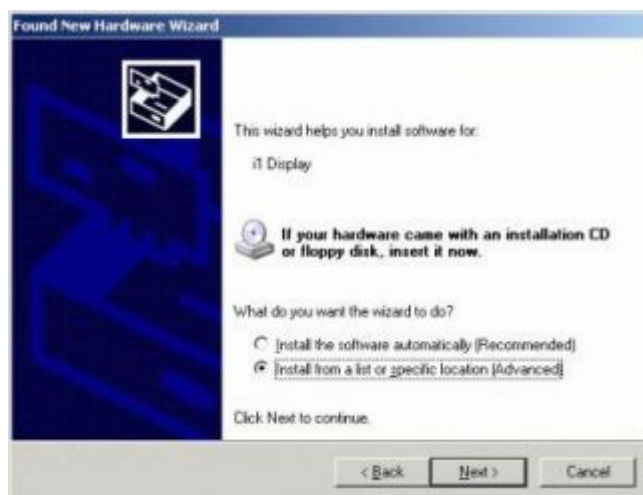 Found New Hardware Wizard
This wizard helps you install software for:
i1 Display
If your hardware came with an installation CD
or floppy disk, insert it now.
What do you want the wizard to do?
Install the software automatically (Recommended)
Install from a list or specific location (Advanced)
Click Next to continue.
< Back
Next >
Cancel